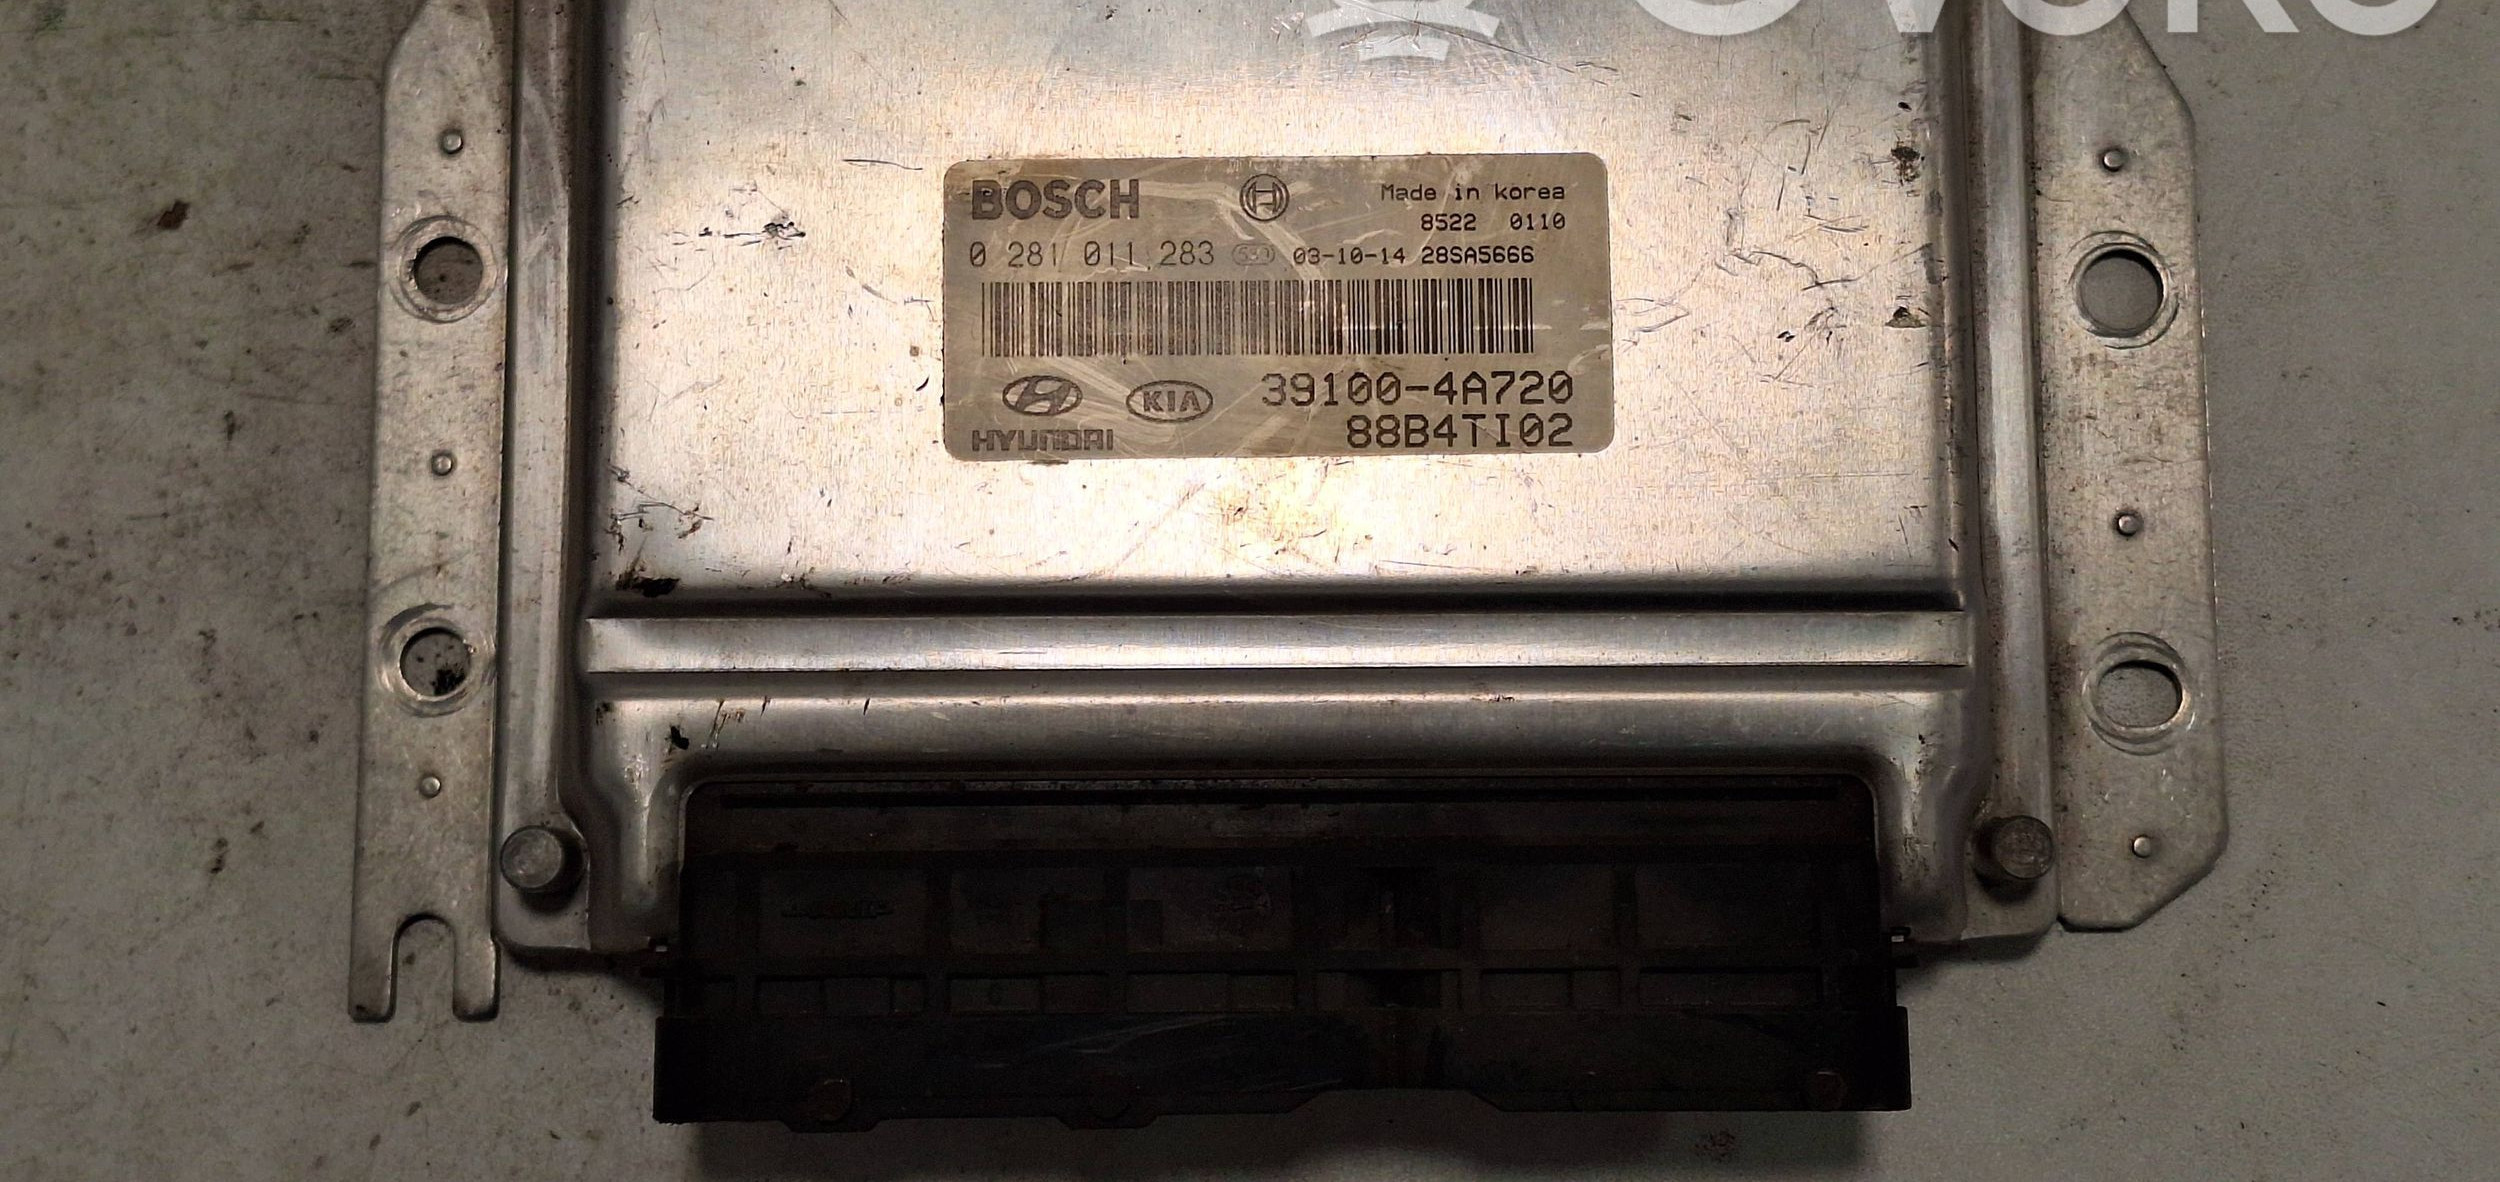 BOSCH Made in korea
8522 0110
0 281 011 283 03-10-14 28SA5666
KIA 39100-4A720
HYUNDAI 88B4TI02